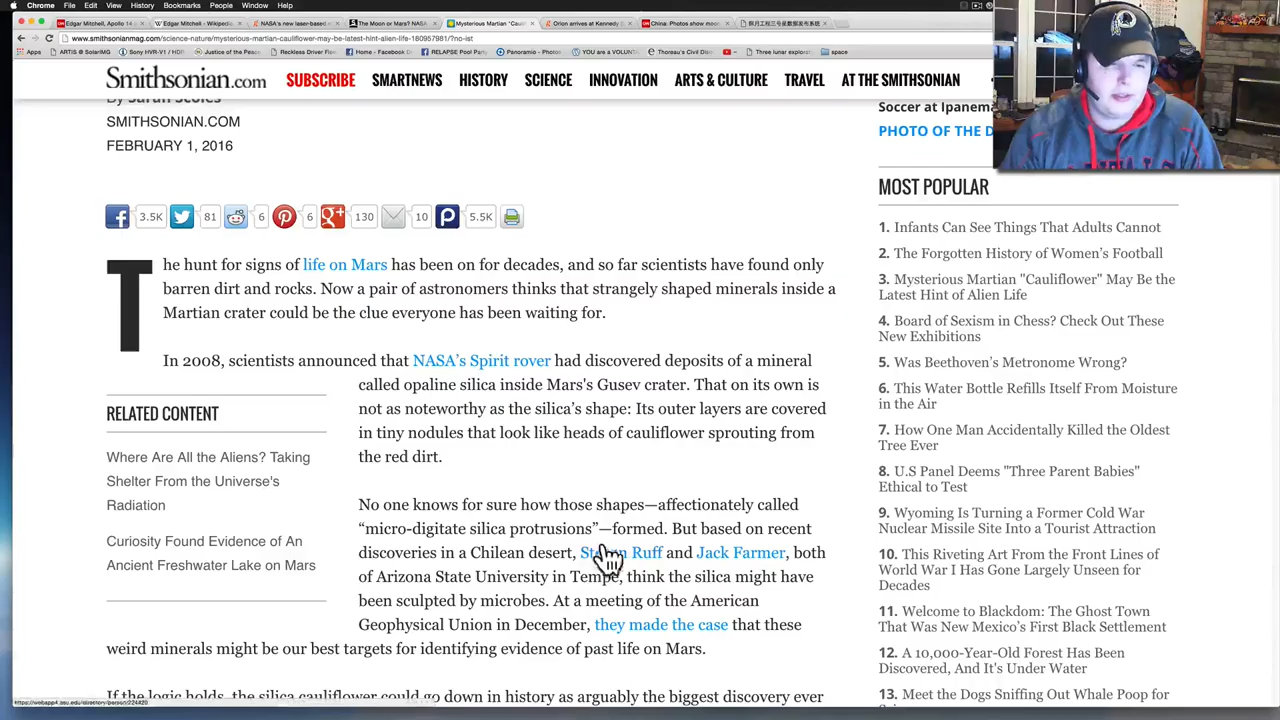 Chrome File Edit View History Bookmarks People Window Help
Edgar Mitchell, Apollo 14
Edgar Mitchell - Wikipedia
NASA's new laser-based
The Moon or Mars? NASA
Mysterious Martian "Caul
Orion arrives at Kennedy
China: Photos show moo
www.smithsonianmag.com/science-nature/mysterious-martian-cauliflower-may-be-latest-hint-alien-life-180957981/?no-ist
Apps ARTIS @ SolarIMG Sony HVR-V1 / HDR Justice of the Peace Reckless Driver Home - Facebook RELAPSE Pool Party Panoramio - Photos YOU are a VOLUNT Thoreau's Civil Diso Three lunar explorat space
Smithsonian.com SUBSCRIBE SMARTNEWS HISTORY SCIENCE INNOVATION ARTS & CULTURE TRAVEL AT THE SMITHSONIAN
By Sarah Scoles
SMITHSONIAN.COM
FEBRUARY 1, 2016
3.5K 81 6 6 130 10 5.5K
The hunt for signs of life on Mars has been on for decades, and so far scientists have found only
barren dirt and rocks. Now a pair of astronomers thinks that strangely shaped minerals inside a
Martian crater could be the clue everyone has been waiting for.
In 2008, scientists announced that NASA's Spirit rover had discovered deposits of a mineral
called opaline silica inside Mars's Gusev crater. That on its own is
not as noteworthy as the silica's shape: Its outer layers are covered
in tiny nodules that look like heads of cauliflower sprouting from
the red dirt.
RELATED CONTENT
Where Are All the Aliens? Taking
Shelter From the Universe's
Radiation
Curiosity Found Evidence of An
Ancient Freshwater Lake on Mars
No one knows for sure how those shapes—affectionately called
“micro-digitate silica protrusions”—formed. But based on recent
discoveries in a Chilean desert, Steven Ruff and Jack Farmer, both
of Arizona State University in Tempe, think the silica might have
been sculpted by microbes. At a meeting of the American
Geophysical Union in December, they made the case that these
weird minerals might be our best targets for identifying evidence of past life on Mars.
If the logic holds, the silica cauliflower could go down in history as arguably the biggest discovery ever
Soccer at Ipanema
PHOTO OF THE D
MOST POPULAR
1. Infants Can See Things That Adults Cannot
2. The Forgotten History of Women's Football
3. Mysterious Martian "Cauliflower" May Be the
Latest Hint of Alien Life
4. Board of Sexism in Chess? Check Out These
New Exhibitions
5. Was Beethoven's Metronome Wrong?
6. This Water Bottle Refills Itself From Moisture
in the Air
7. How One Man Accidentally Killed the Oldest
Tree Ever
8. U.S Panel Deems "Three Parent Babies"
Ethical to Test
9. Wyoming Is Turning a Former Cold War
Nuclear Missile Site Into a Tourist Attraction
10. This Riveting Art From the Front Lines of
World War I Has Gone Largely Unseen for
Decades
11. Welcome to Blackdom: The Ghost Town
That Was New Mexico's First Black Settlement
12. A 10,000-Year-Old Forest Has Been
Discovered, And It's Under Water
13. Meet the Dogs Sniffing Out Whale Poop for
https://webapp4.asu.edu/directory/person/224420